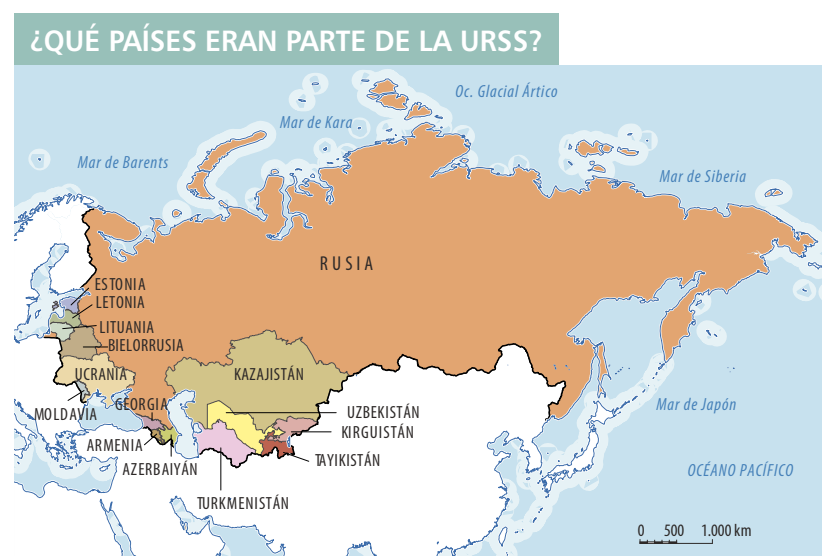 ¿QUÉ PAÍSES ERAN PARTE DE LA URSS?
Oc. Glacial Ártico
Mar de Kara
Mar de Barents
Mar de Siberia
RUSIA
ESTONIA
LETONIA
LITUANIA
BIELORRUSIA
UCRANIA
KAZAJISTÁN
MOLDAVIA
GEORGIA
UZBEKISTÁN
Mar de Japón
KIRGUISTÁN
ARMENIA
TAYIKISTÁN
AZERBAIYÁN
OCÉANO PACÍFICO
TURKMENISTÁN
0 500 1.000 km